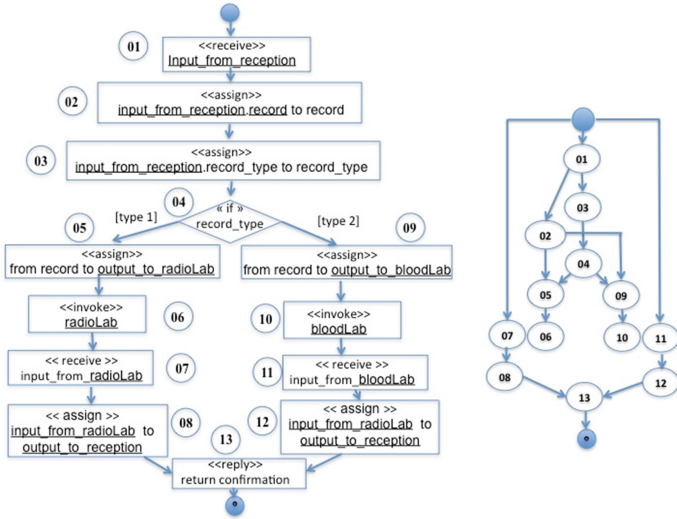 01
<<receive>>
Input_from_reception
02
<<assign>>
input_from_reception.record to record
03
<<assign>>
input_from_reception.record_type to record_type
04
« if »
record_type
[type 1]
[type 2]
05
<<assign>>
from record to output_to_radioLab
09
<<assign>>
from record to output_to_bloodLab
<<invoke>>
radioLab
06
10
<<invoke>>
bloodLab
<< receive >>
input_from_radioLab
07
11
<< receive >>
input_from_bloodLab
<< assign >>
input_from_radioLab to
output_to_reception
08
12
<< assign >>
input_from_radioLab to
output_to_reception
13
<<reply>>
return confirmation
01
03
02
04
05
09
07
06
10
11
08
12
13